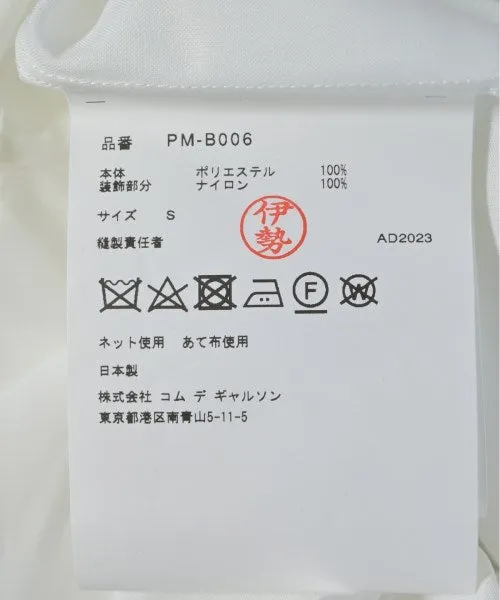 品番 PM-B006
本体 ポリエステル 100%
装飾部分 ナイロン 100%
サイズ S
伊勢
縫製責任者 AD2023
F W
ネット使用 あて布使用
日本製
株式会社 コム デ ギャルソン
東京都港区南青山5-11-5